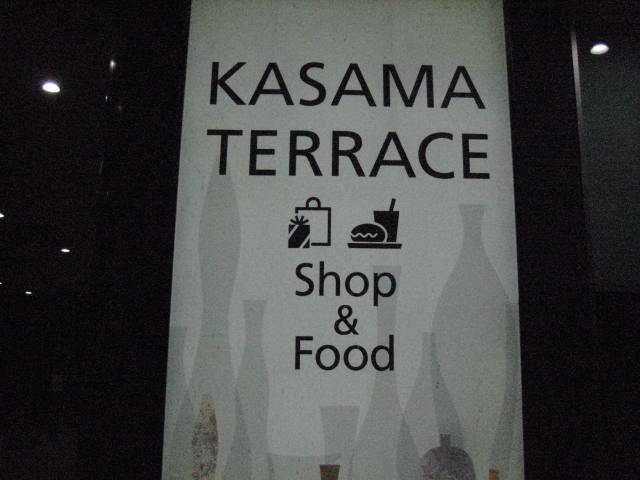 KASAMA
TERRACE
Shop
&
Food